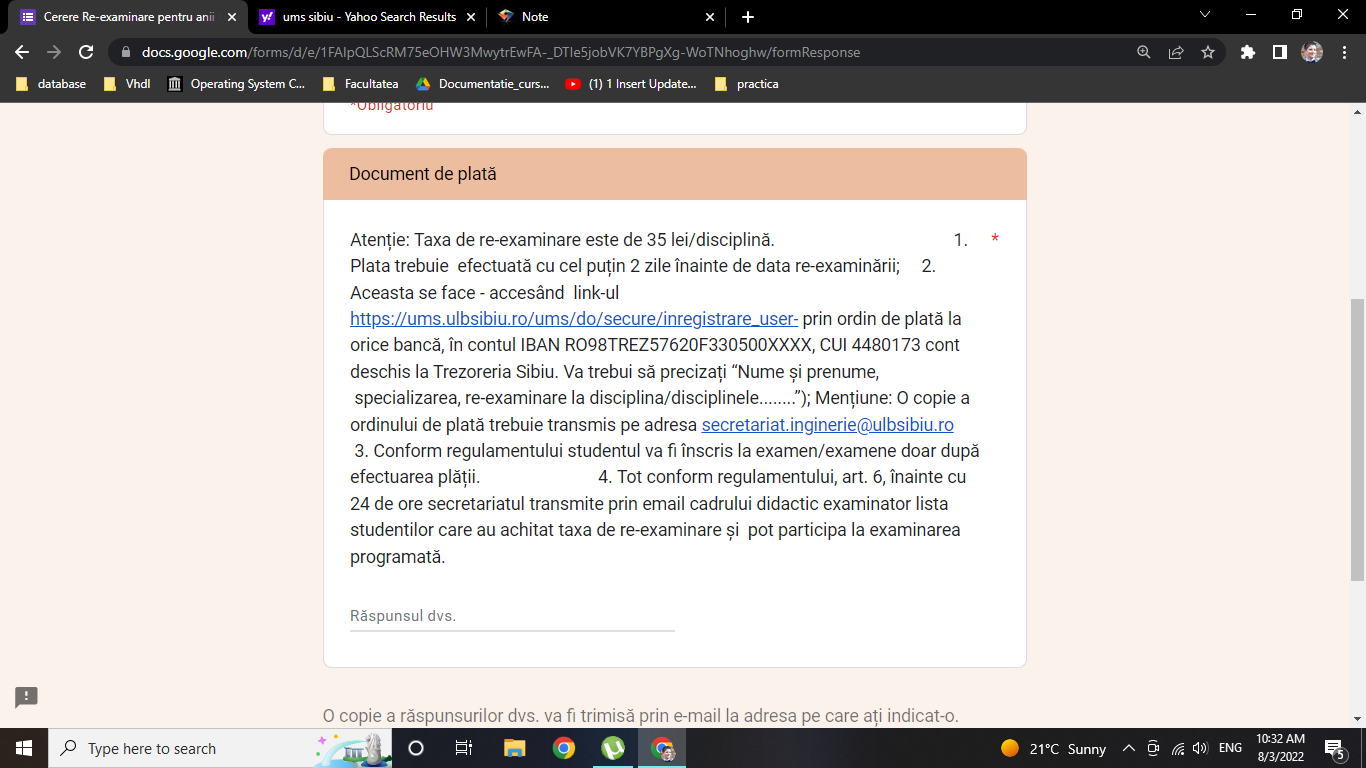 Cerere Re-examinare pentru anii
ums sibiu - Yahoo Search Results
Note
docs.google.com/forms/d/e/1FAIpQLScRM75eOHW3MwytrEwFA-_DTIe5jobVK7YBPgXg-WoTNhoghw/formResponse
database
Vhdl
Operating System C...
Facultatea
Documentatie_curs...
(1) 1 Insert Update...
practica
*Obligatoriu
Document de plată
Atenție: Taxa de re-examinare este de 35 lei/disciplină. 1. *
Plata trebuie efectuată cu cel puțin 2 zile înainte de data re-examinării; 2.
Aceasta se face - accesând link-ul
https://ums.ulbsibiu.ro/ums/do/secure/inregistrare_user- prin ordin de plată la
orice bancă, în contul IBAN RO98TREZ57620F330500XXXX, CUI 4480173 cont
deschis la Trezoreria Sibiu. Va trebui să precizați “Nume și prenume,
specializarea, re-examinare la disciplina/disciplinele........”); Mențiune: O copie a
ordinului de plată trebuie transmis pe adresa secretariat.inginerie@ulbsibiu.ro
3. Conform regulamentului studentul va fi înscris la examen/examene doar după
efectuarea plății. 4. Tot conform regulamentului, art. 6, înainte cu
24 de ore secretariatul transmite prin email cadrului didactic examinator lista
studentilor care au achitat taxa de re-examinare și pot participa la examinarea
programată.
Răspunsul dvs.
O copie a răspunsurilor dvs. va fi trimisă prin e-mail la adresa pe care ați indicat-o.
Type here to search
21°C Sunny
ENG
10:32 AM
8/3/2022
5